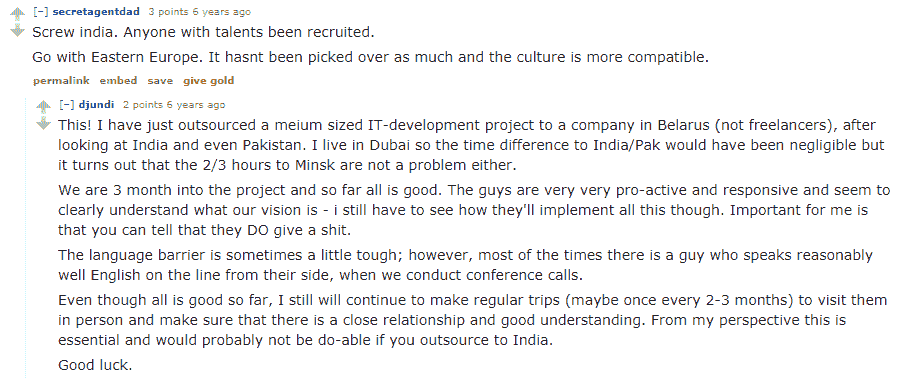 [-] secretagentdad 3 points 6 years ago
Screw india. Anyone with talents been recruited.
Go with Eastern Europe. It hasnt been picked over as much and the culture is more compatible.
permalink embed save give gold
[-] djundi 2 points 6 years ago
This! I have just outsourced a meium sized IT-development project to a company in Belarus (not freelancers), after
looking at India and even Pakistan. I live in Dubai so the time difference to India/Pak would have been negligible but
it turns out that the 2/3 hours to Minsk are not a problem either.
We are 3 month into the project and so far all is good. The guys are very very pro-active and responsive and seem to
clearly understand what our vision is - i still have to see how they'll implement all this though. Important for me is
that you can tell that they DO give a shit.
The language barrier is sometimes a little tough; however, most of the times there is a guy who speaks reasonably
well English on the line from their side, when we conduct conference calls.
Even though all is good so far, I still will continue to make regular trips (maybe once every 2-3 months) to visit them
in person and make sure that there is a close relationship and good understanding. From my perspective this is
essential and would probably not be do-able if you outsource to India.
Good luck.